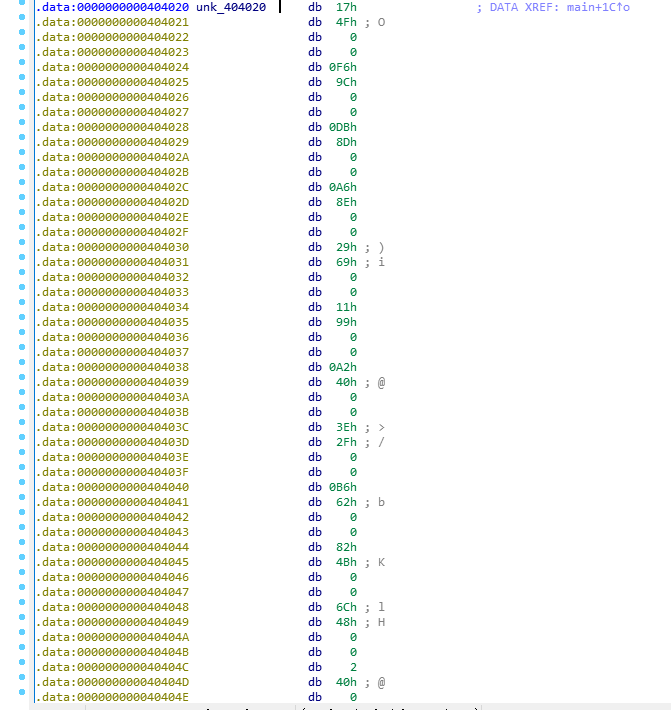 .data:0000000000404020 unk_404020 db 17h ; DATA XREF: main+1C↑o
.data:0000000000404021 db 4Fh ; O
.data:0000000000404022 db 0
.data:0000000000404023 db 0
.data:0000000000404024 db 0F6h
.data:0000000000404025 db 9Ch
.data:0000000000404026 db 0
.data:0000000000404027 db 0
.data:0000000000404028 db 0DBh
.data:0000000000404029 db 8Dh
.data:000000000040402A db 0
.data:000000000040402B db 0
.data:000000000040402C db 0A6h
.data:000000000040402D db 8Eh
.data:000000000040402E db 0
.data:000000000040402F db 0
.data:0000000000404030 db 29h ; )
.data:0000000000404031 db 69h ; i
.data:0000000000404032 db 0
.data:0000000000404033 db 0
.data:0000000000404034 db 11h
.data:0000000000404035 db 99h
.data:0000000000404036 db 0
.data:0000000000404037 db 0
.data:0000000000404038 db 0A2h
.data:0000000000404039 db 40h ; @
.data:000000000040403A db 0
.data:000000000040403B db 0
.data:000000000040403C db 3Eh ; >
.data:000000000040403D db 2Fh ; /
.data:000000000040403E db 0
.data:000000000040403F db 0
.data:0000000000404040 db 0B6h
.data:0000000000404041 db 62h ; b
.data:0000000000404042 db 0
.data:0000000000404043 db 0
.data:0000000000404044 db 82h
.data:0000000000404045 db 4Bh ; K
.data:0000000000404046 db 0
.data:0000000000404047 db 0
.data:0000000000404048 db 6Ch ; l
.data:0000000000404049 db 48h ; H
.data:000000000040404A db 0
.data:000000000040404B db 0
.data:000000000040404C db 2
.data:000000000040404D db 40h ; @
.data:000000000040404E db 0